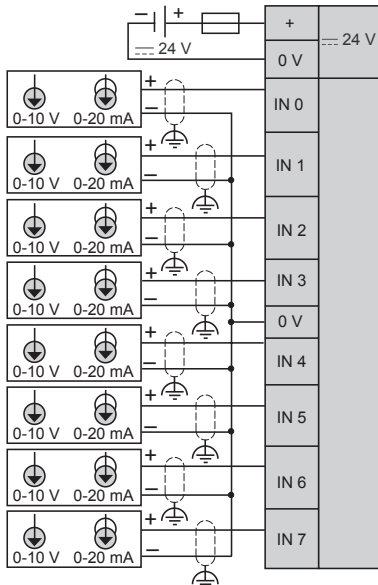 − +
+
⎓ 24 V
⎓ 24 V
0 V
+
−
IN 0
0-10 V 0-20 mA
+
−
IN 1
0-10 V 0-20 mA
+
−
IN 2
0-10 V 0-20 mA
+
−
IN 3
0-10 V 0-20 mA
0 V
+
−
IN 4
0-10 V 0-20 mA
+
−
IN 5
0-10 V 0-20 mA
+
−
IN 6
0-10 V 0-20 mA
+
−
IN 7
0-10 V 0-20 mA